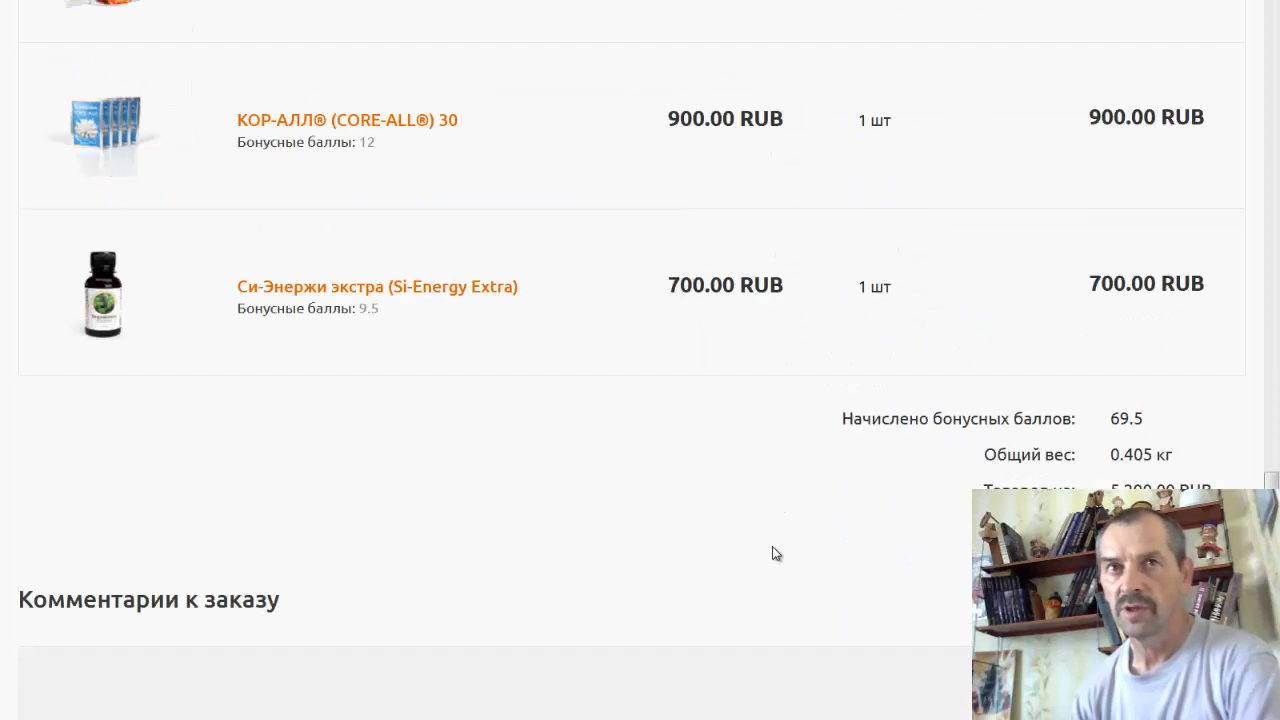 КОР-АЛЛ® (CORE-ALL®) 30
Бонусные баллы: 12
900.00 RUB
1 шт
900.00 RUB
Си-Энержи экстра (Si-Energy Extra)
Бонусные баллы: 9.5
700.00 RUB
1 шт
700.00 RUB
Начислено бонусных баллов: 69.5
Общий вес: 0.405 кг
Комментарии к заказу